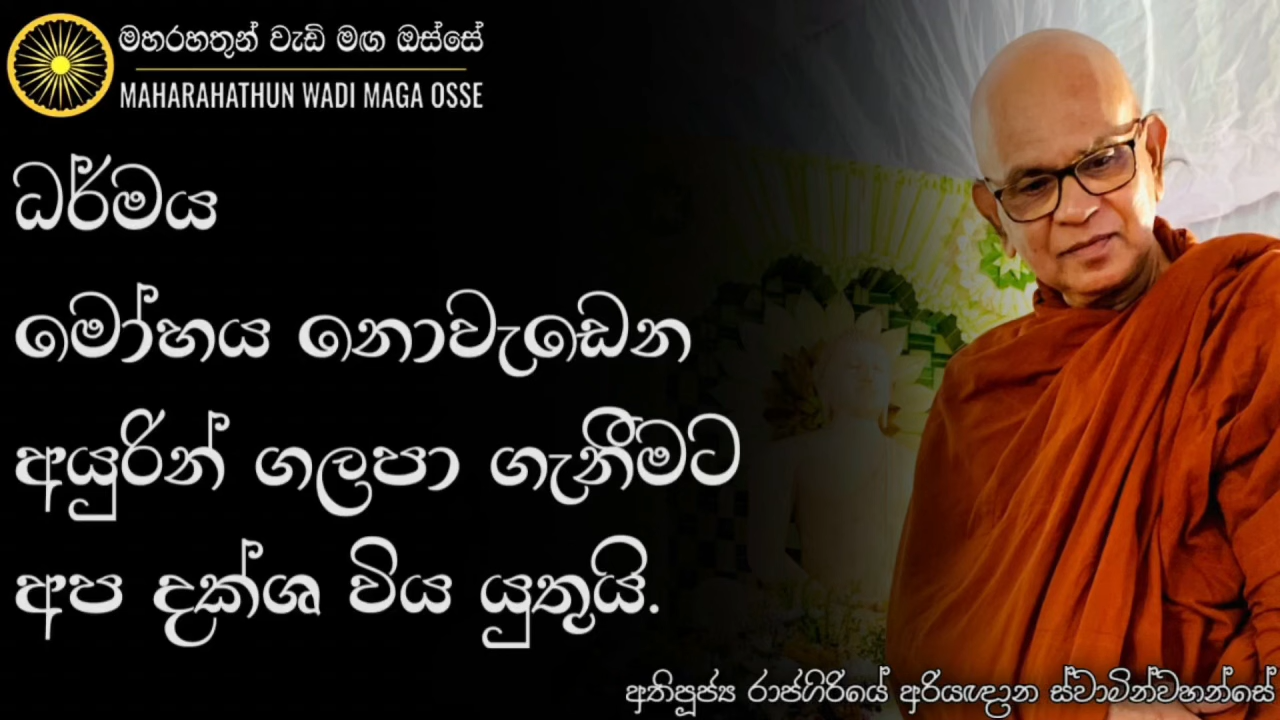 මහරහතුන් වැඩි මඟ ඔස්සේ
MAHARAHATHUN WADI MAGA OSSE
ධර්මය
මෝහය නොවැඩෙන
අයුරින් ගලපා ගැනීමට
අප දක්ශ විය යුතුයි.
අතිපූජ්‍ය රාජගිරියේ අරියඥාන ස්වාමින්වහන්සේ